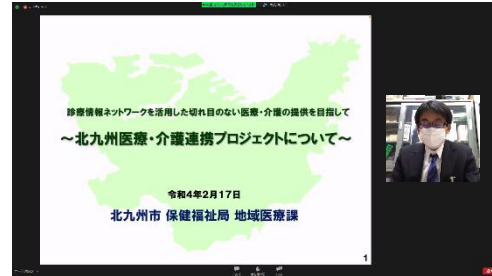 診療情報ネットワークを活用した切れ目のない医療・介護の提供を目指して
～北九州医療・介護連携プロジェクトについて～
令和4年2月17日
北九州市 保健福祉局 地域医療課
1